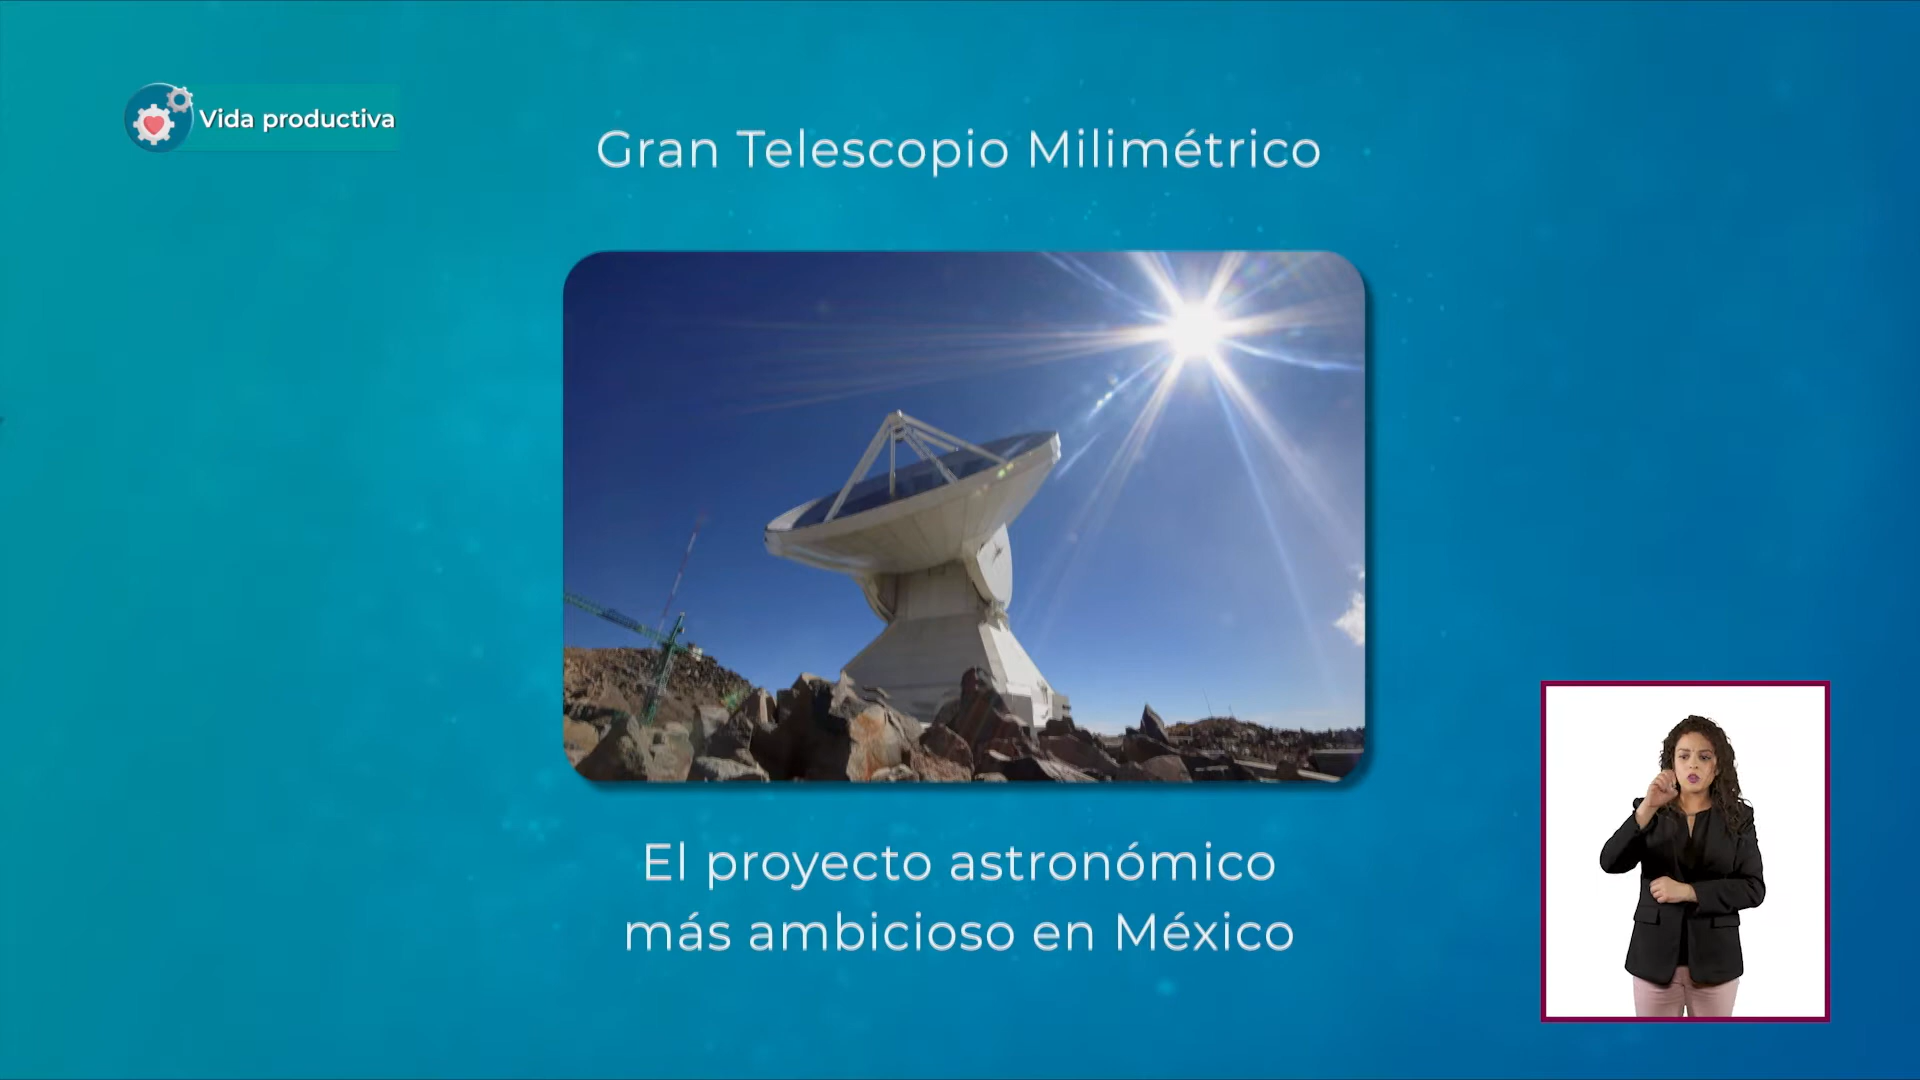 Vida productiva
Gran Telescopio Milimétrico
El proyecto astronómico
más ambicioso en México